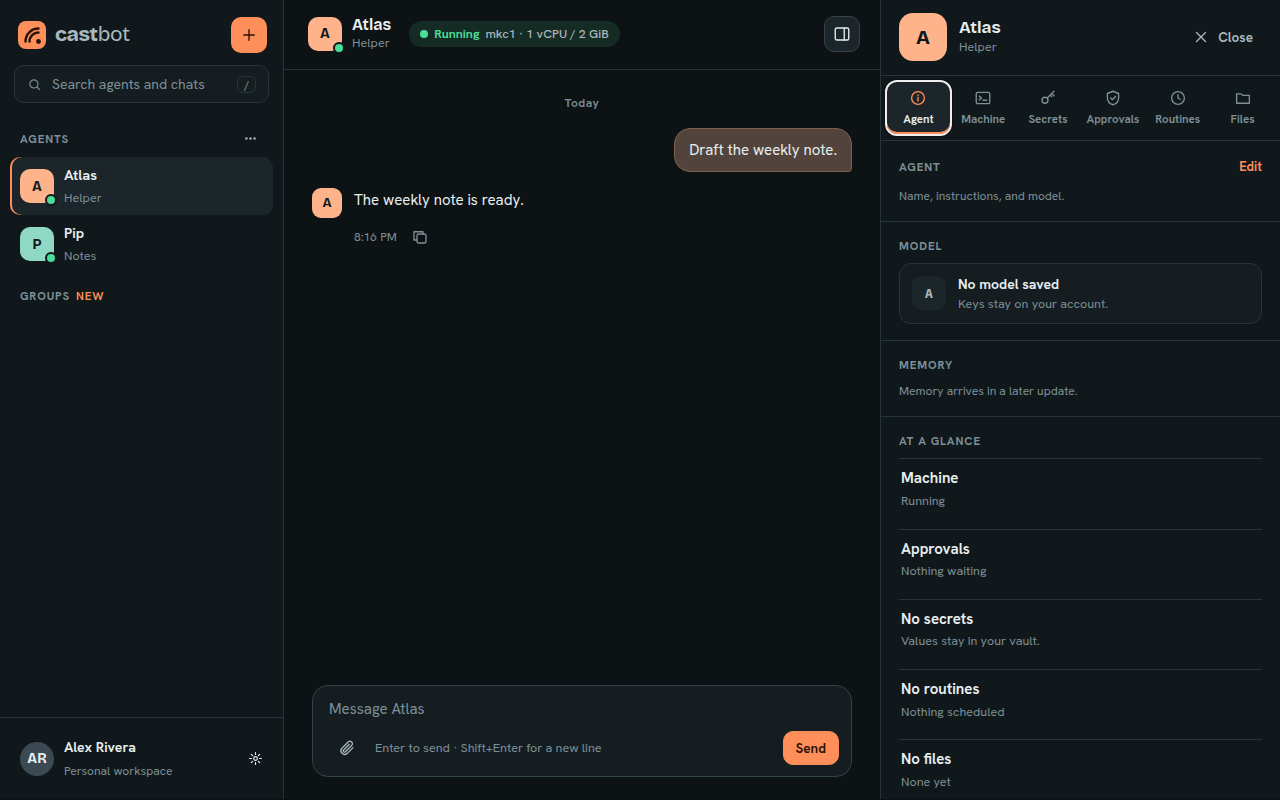 castbot
Search agents and chats
/
AGENTS
A
Atlas
Helper
P
Pip
Notes
GROUPS NEW
AR
Alex Rivera
Personal workspace
A
Atlas
Helper
Running mkc1 · 1 vCPU / 2 GiB
Today
Draft the weekly note.
A
The weekly note is ready.
8:16 PM
Message Atlas
Enter to send · Shift+Enter for a new line
Send
A
Atlas
Helper
Close
Agent
Machine
Secrets
Approvals
Routines
Files
AGENT
Edit
Name, instructions, and model.
MODEL
A
No model saved
Keys stay on your account.
MEMORY
Memory arrives in a later update.
AT A GLANCE
Machine
Running
Approvals
Nothing waiting
No secrets
Values stay in your vault.
No routines
Nothing scheduled
No files
None yet